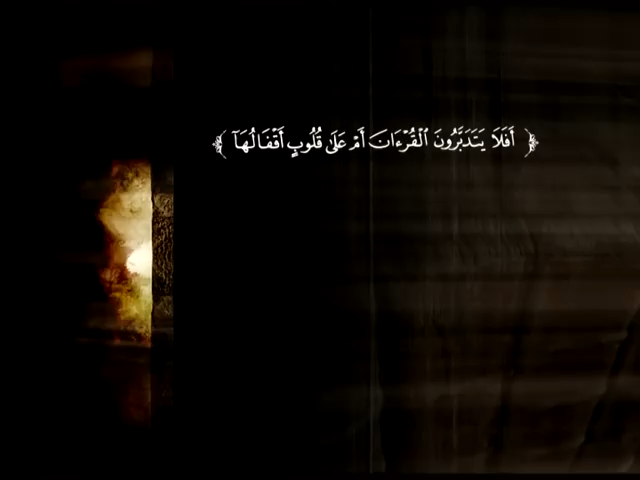 ﴿ أَفَلَا يَتَدَبَّرُونَ ٱلْقُرْءَانَ أَمْ عَلَىٰ قُلُوبٍ أَقْفَالُهَآ ﴾